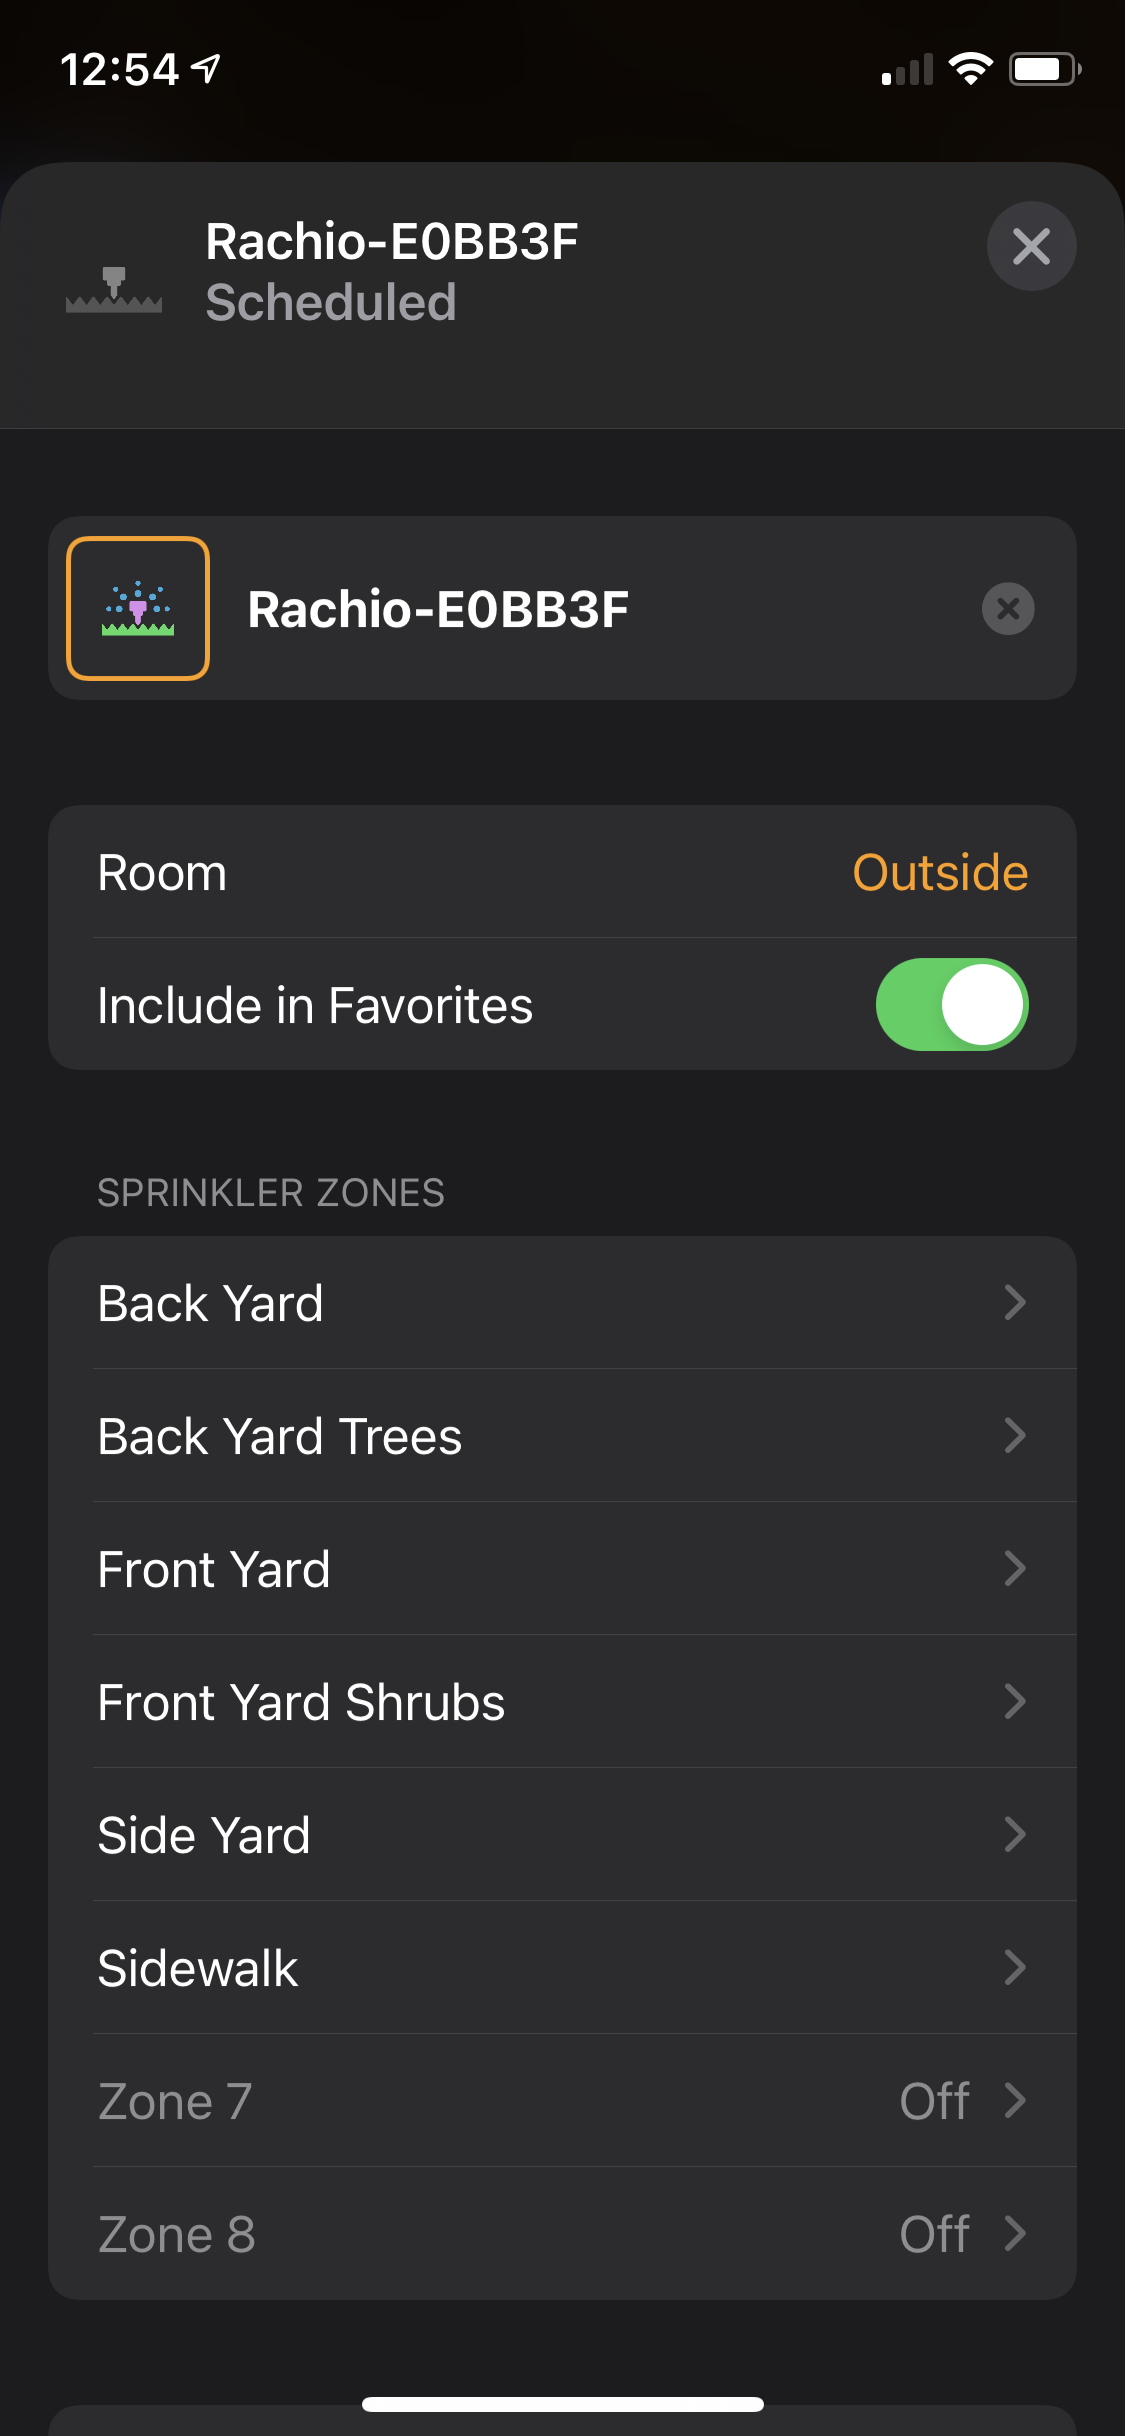 12:54
Rachio-E0BB3F
Scheduled
Rachio-E0BB3F
Room Outside
Include in Favorites
SPRINKLER ZONES
Back Yard
Back Yard Trees
Front Yard
Front Yard Shrubs
Side Yard
Sidewalk
Zone 7 Off
Zone 8 Off